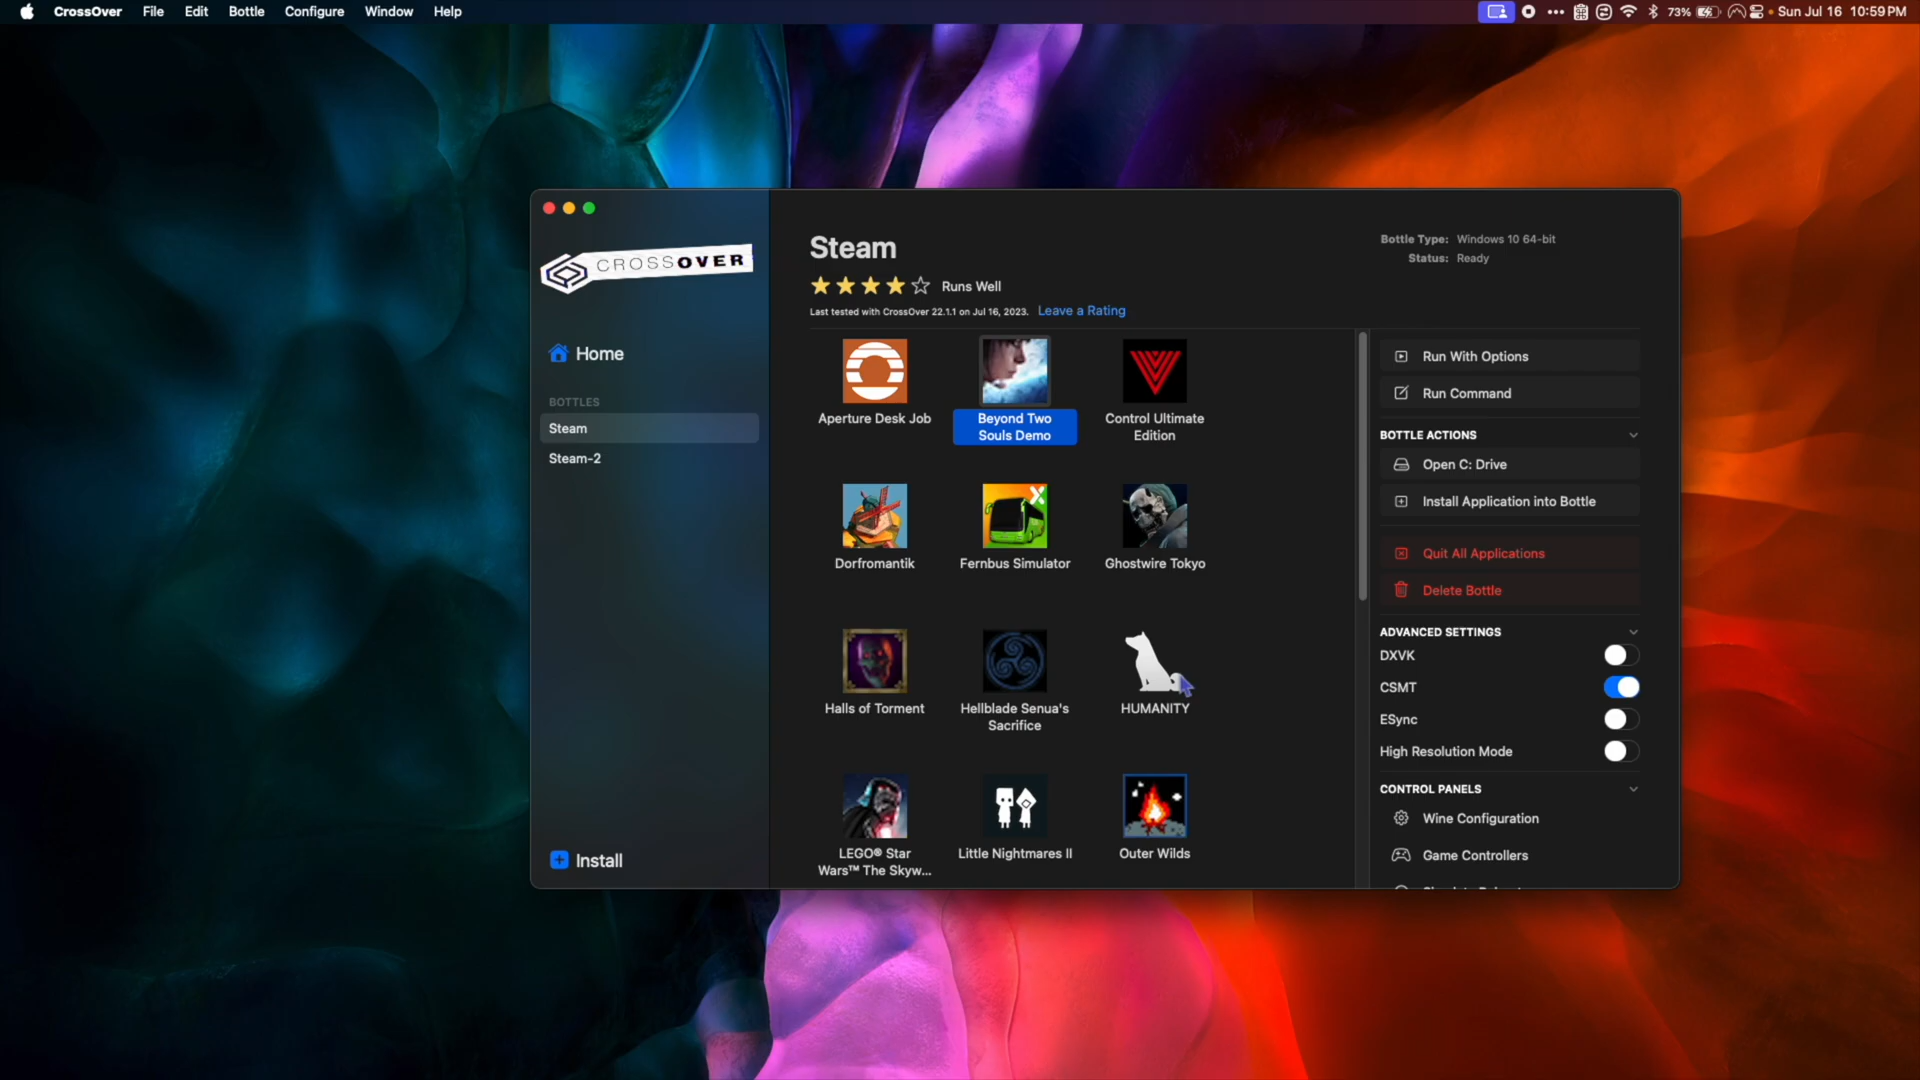 CrossOver File Edit Bottle Configure Window Help
73% Sun Jul 16 10:59 PM
CROSSOVER
Home
BOTTLES
Steam
Steam-2
Install
Steam
Runs Well
Last tested with CrossOver 22.1.1 on Jul 16, 2023. Leave a Rating
Bottle Type: Windows 10 64-bit
Status: Ready
Aperture Desk Job
Beyond Two
Souls Demo
Control Ultimate
Edition
Dorfromantik
Fernbus Simulator
Ghostwire Tokyo
Halls of Torment
Hellblade Senua's
Sacrifice
HUMANITY
LEGO® Star
Wars™ The Skyw...
Little Nightmares II
Outer Wilds
Run With Options
Run Command
BOTTLE ACTIONS
Open C: Drive
Install Application into Bottle
Quit All Applications
Delete Bottle
ADVANCED SETTINGS
DXVK
CSMT
ESync
High Resolution Mode
CONTROL PANELS
Wine Configuration
Game Controllers